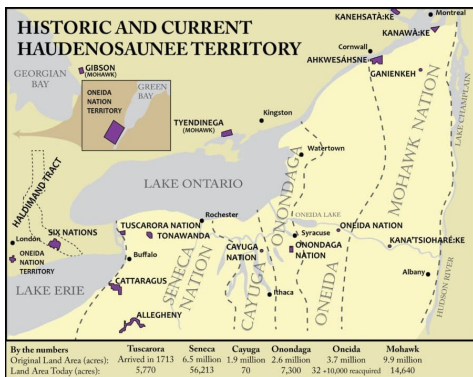 HISTORIC AND CURRENT
HAUDENOSAUNEE TERRITORY
KANEHSATÀ:KE
Montreal
KANAWÀ:KE
Cornwall
AHKWESÁHSNE
GANIENKEH
GEORGIAN
BAY
GIBSON
(MOHAWK)
ONEIDA
NATION
TERRITORY
GREEN
BAY
TYENDINEGA
(MOHAWK)
Kingston
Watertown
LAKE CHAMPLAIN
MOHAWK NATION
ONONDAGA
LAKE ONTARIO
HALDIMAND TRACT
London
SIX NATIONS
ONEIDA
NATION
TERRITORY
TUSCARORA NATION
TONAWANDA
Rochester
ONEIDA LAKE
ONEIDA NATION
Syracuse
ONONDAGA
NATION
KANA'TSIOHARÉ:KE
CAYUGA
NATION
Buffalo
SENECA
NATION
CAYUGA
ONEIDA
Albany
HUDSON RIVER
LAKE ERIE
CATTARAGUS
Ithaca
ALLEGHENY
By the numbers Tuscarora Seneca Cayuga Onondaga Oneida Mohawk
Original Land Area (acres): Arrived in 1713 6.5 million 1.9 million 2.6 million 3.7 million 9.9 million
Land Area Today (acres): 5,770 56,213 70 7,300 32 +10,000 reacquired 14,640